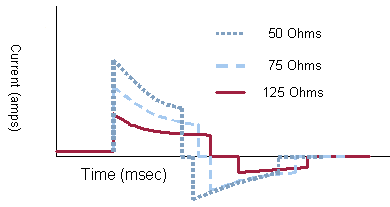 50 Ohms
75 Ohms
125 Ohms
Current (amps)
Time (msec)